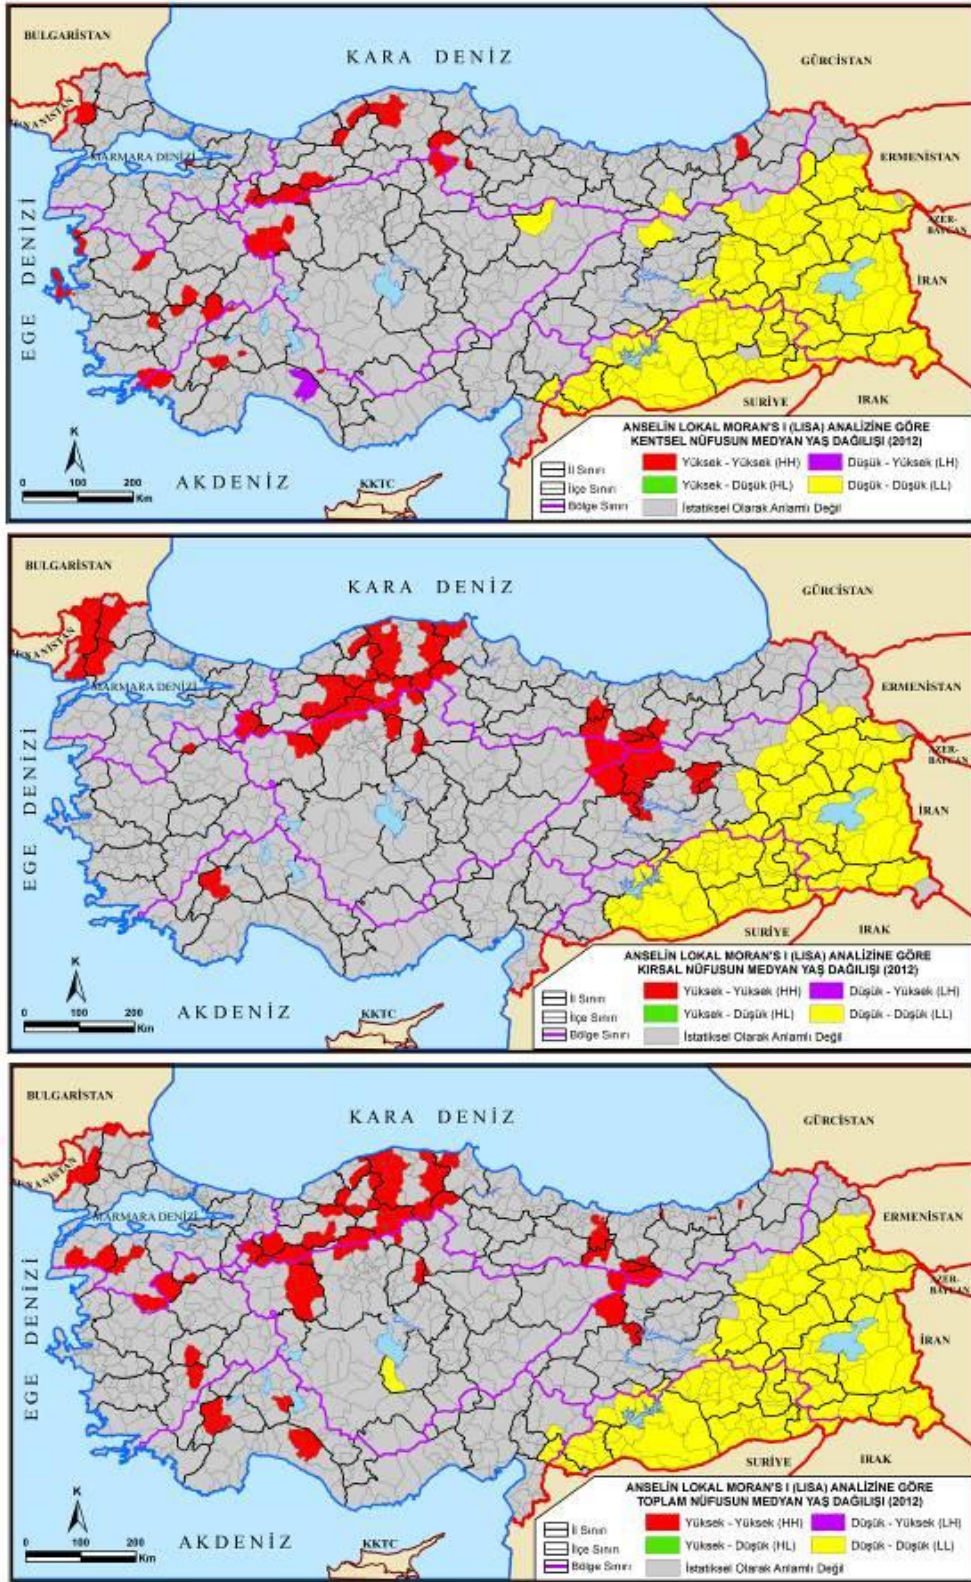 BULGARİSTAN
KARA DENİZ
GÜRCİSTAN
MARMARA DENİZİ
ERMENİSTAN
AZER-
BAYCAN
İRAN
EGE DENİZİ
SURİYE
IRAK
K
AKDENİZ
KKTC
0 100 200
Km
ANSELİN LOKAL MORAN'S I (LISA) ANALİZİNE GÖRE
KENTSEL NÜFUSUN MEDYAN YAŞ DAĞILIŞI (2012)
İl Sınırı
İlçe Sınırı
Bölge Sınırı
Yüksek - Yüksek (HH)
Düşük - Yüksek (LH)
Yüksek - Düşük (HL)
Düşük - Düşük (LL)
İstatiksel Olarak Anlamlı Değil
BULGARİSTAN
KARA DENİZ
GÜRCİSTAN
MARMARA DENİZİ
ERMENİSTAN
AZER-
BAYCAN
İRAN
EGE DENİZİ
SURİYE
IRAK
K
AKDENİZ
KKTC
0 100 200
Km
ANSELİN LOKAL MORAN'S I (LISA) ANALİZİNE GÖRE
KIRSAL NÜFUSUN MEDYAN YAŞ DAĞILIŞI (2012)
İl Sınırı
İlçe Sınırı
Bölge Sınırı
Yüksek - Yüksek (HH)
Düşük - Yüksek (LH)
Yüksek - Düşük (HL)
Düşük - Düşük (LL)
İstatiksel Olarak Anlamlı Değil
BULGARİSTAN
KARA DENİZ
GÜRCİSTAN
MARMARA DENİZİ
ERMENİSTAN
AZER-
BAYCAN
İRAN
EGE DENİZİ
SURİYE
IRAK
K
AKDENİZ
KKTC
0 100 200
Km
ANSELİN LOKAL MORAN'S I (LISA) ANALİZİNE GÖRE
TOPLAM NÜFUSUN MEDYAN YAŞ DAĞILIŞI (2012)
İl Sınırı
İlçe Sınırı
Bölge Sınırı
Yüksek - Yüksek (HH)
Düşük - Yüksek (LH)
Yüksek - Düşük (HL)
Düşük - Düşük (LL)
İstatiksel Olarak Anlamlı Değil